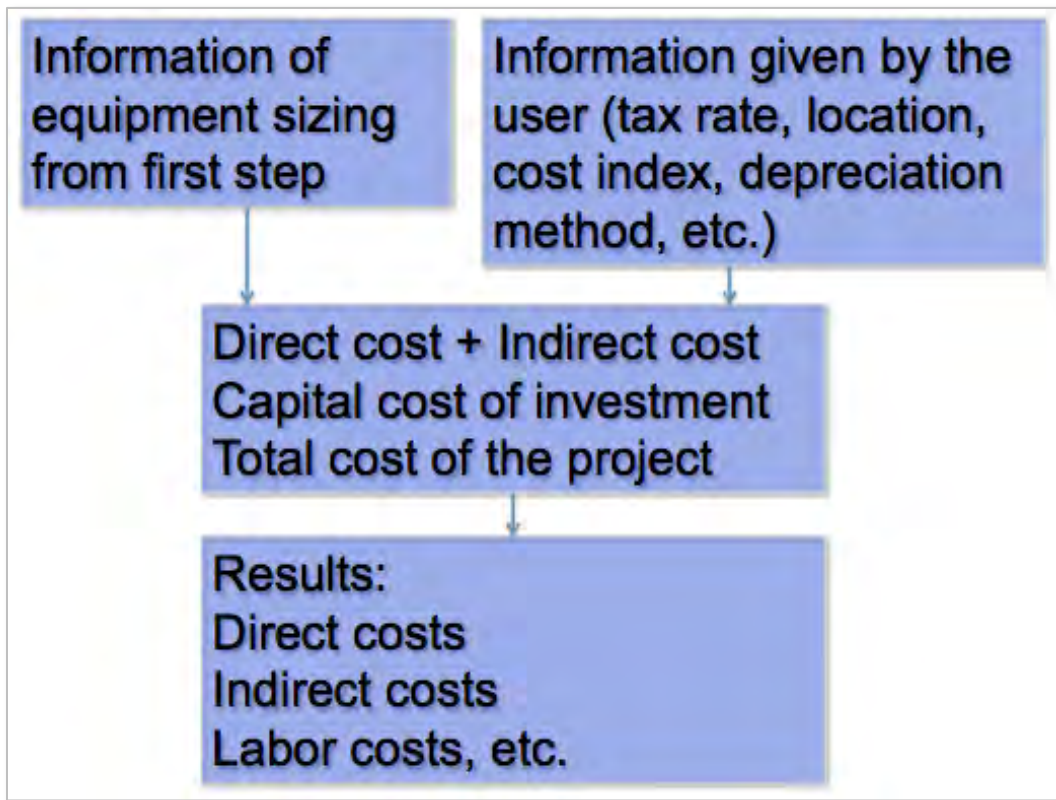 Information of
equipment sizing
from first step
Information given by the
user (tax rate, location,
cost index, depreciation
method, etc.)
Direct cost + Indirect cost
Capital cost of investment
Total cost of the project
Results:
Direct costs
Indirect costs
Labor costs, etc.